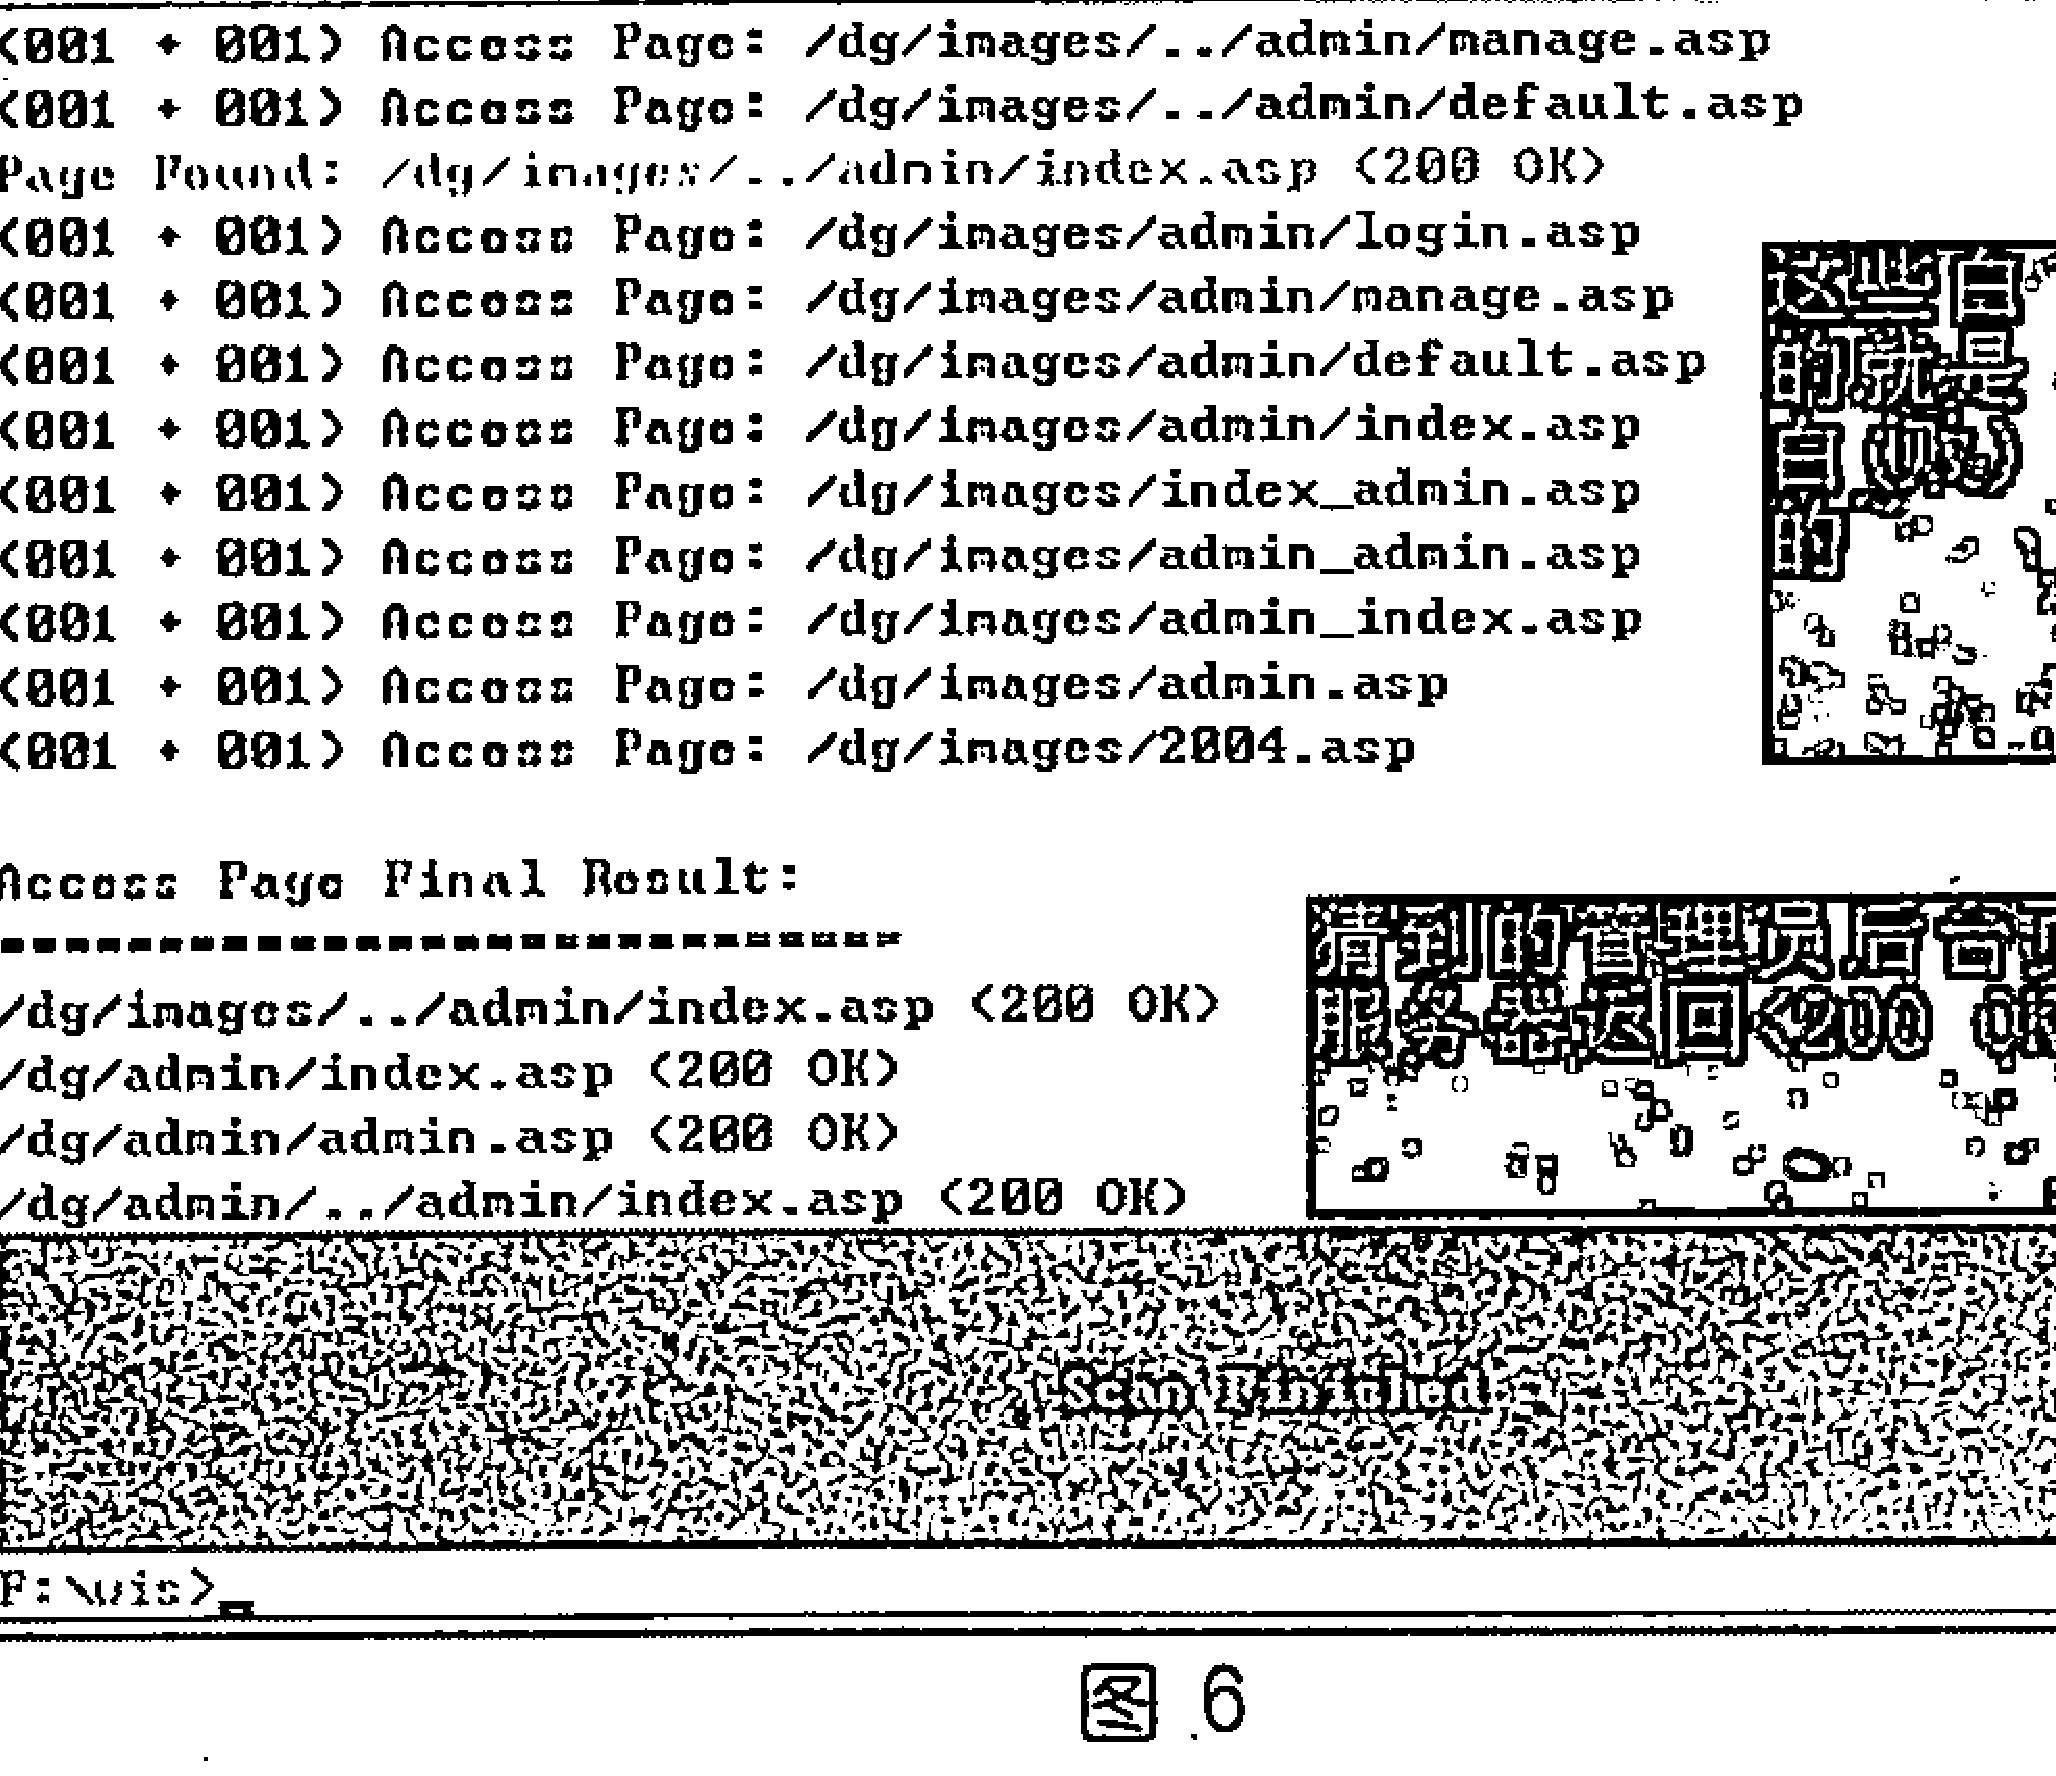 (001 + 001) Access Page: /dg/images/../admin/manage.asp
(001 + 001) Access Page: /dg/images/../admin/default.asp
Page Found: /dg/images/../admin/index.asp (200 OK)
(001 + 001) Access Page: /dg/images/admin/login.asp
(001 + 001) Access Page: /dg/images/admin/manage.asp
(001 + 001) Access Page: /dg/images/admin/default.asp
(001 + 001) Access Page: /dg/images/admin/index.asp
(001 + 001) Access Page: /dg/images/index_admin.asp
(001 + 001) Access Page: /dg/images/admin_admin.asp
(001 + 001) Access Page: /dg/images/admin_index.asp
(001 + 001) Access Page: /dg/images/admin.asp
(001 + 001) Access Page: /dg/images/2004.asp
这些白
的就是
的
Access Page Final Result:
----------------------------
/dg/images/../admin/index.asp (200 OK)
/dg/admin/index.asp (200 OK)
/dg/admin/admin.asp (200 OK)
/dg/admin/../admin/index.asp (200 OK)
猜到的管理员后台
服务器返回<200 OK
Scan Finished
F:\wis>_
图 6